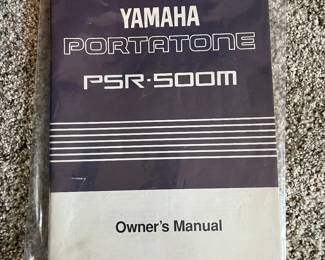 YAMAHA
PORTATONE
PSR·500M
Owner's Manual